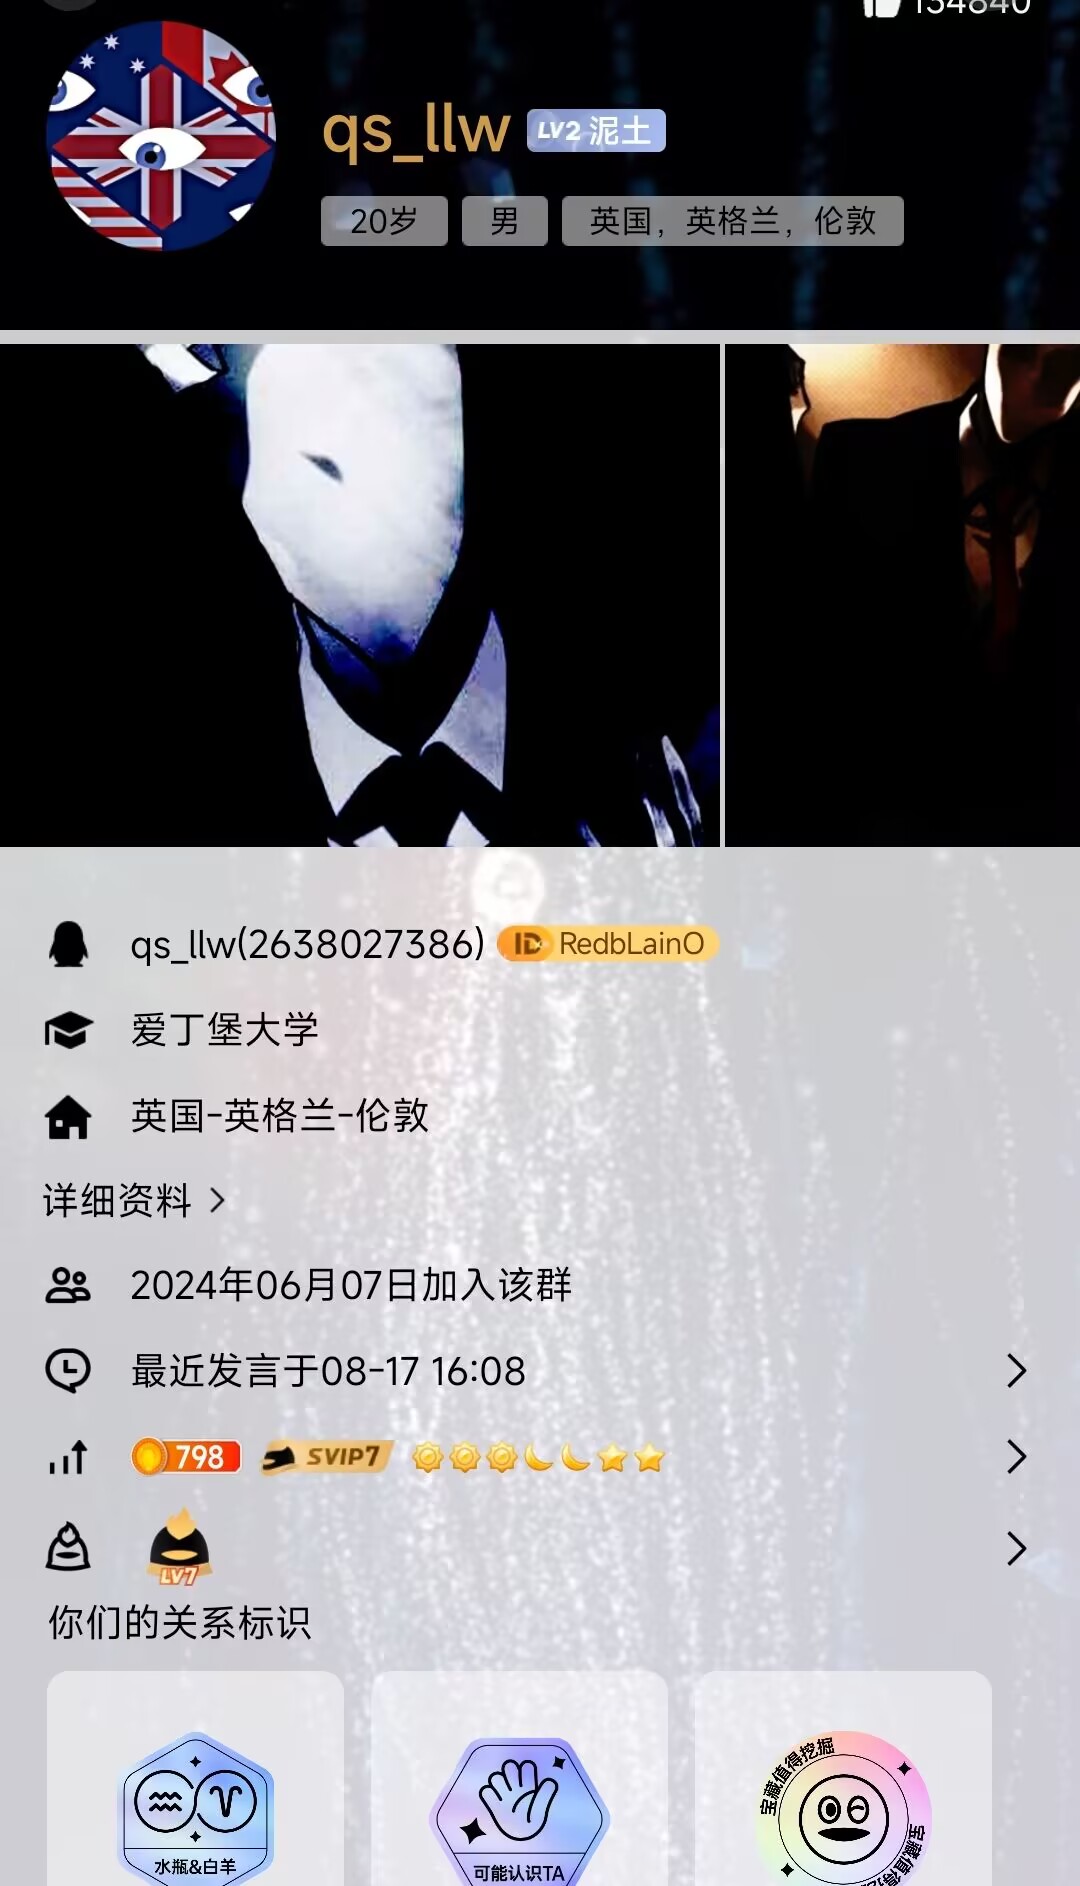 134840
qs_llw LV2 泥土
20岁 男 英国，英格兰，伦敦
qs_llw(2638027386) ID RedbLainO
爱丁堡大学
英国-英格兰-伦敦
详细资料
2024年06月07日加入该群
最近发言于08-17 16:08
798 SVIP7
LV7
你们的关系标识
水瓶&白羊
可能认识TA
宝藏值得挖掘